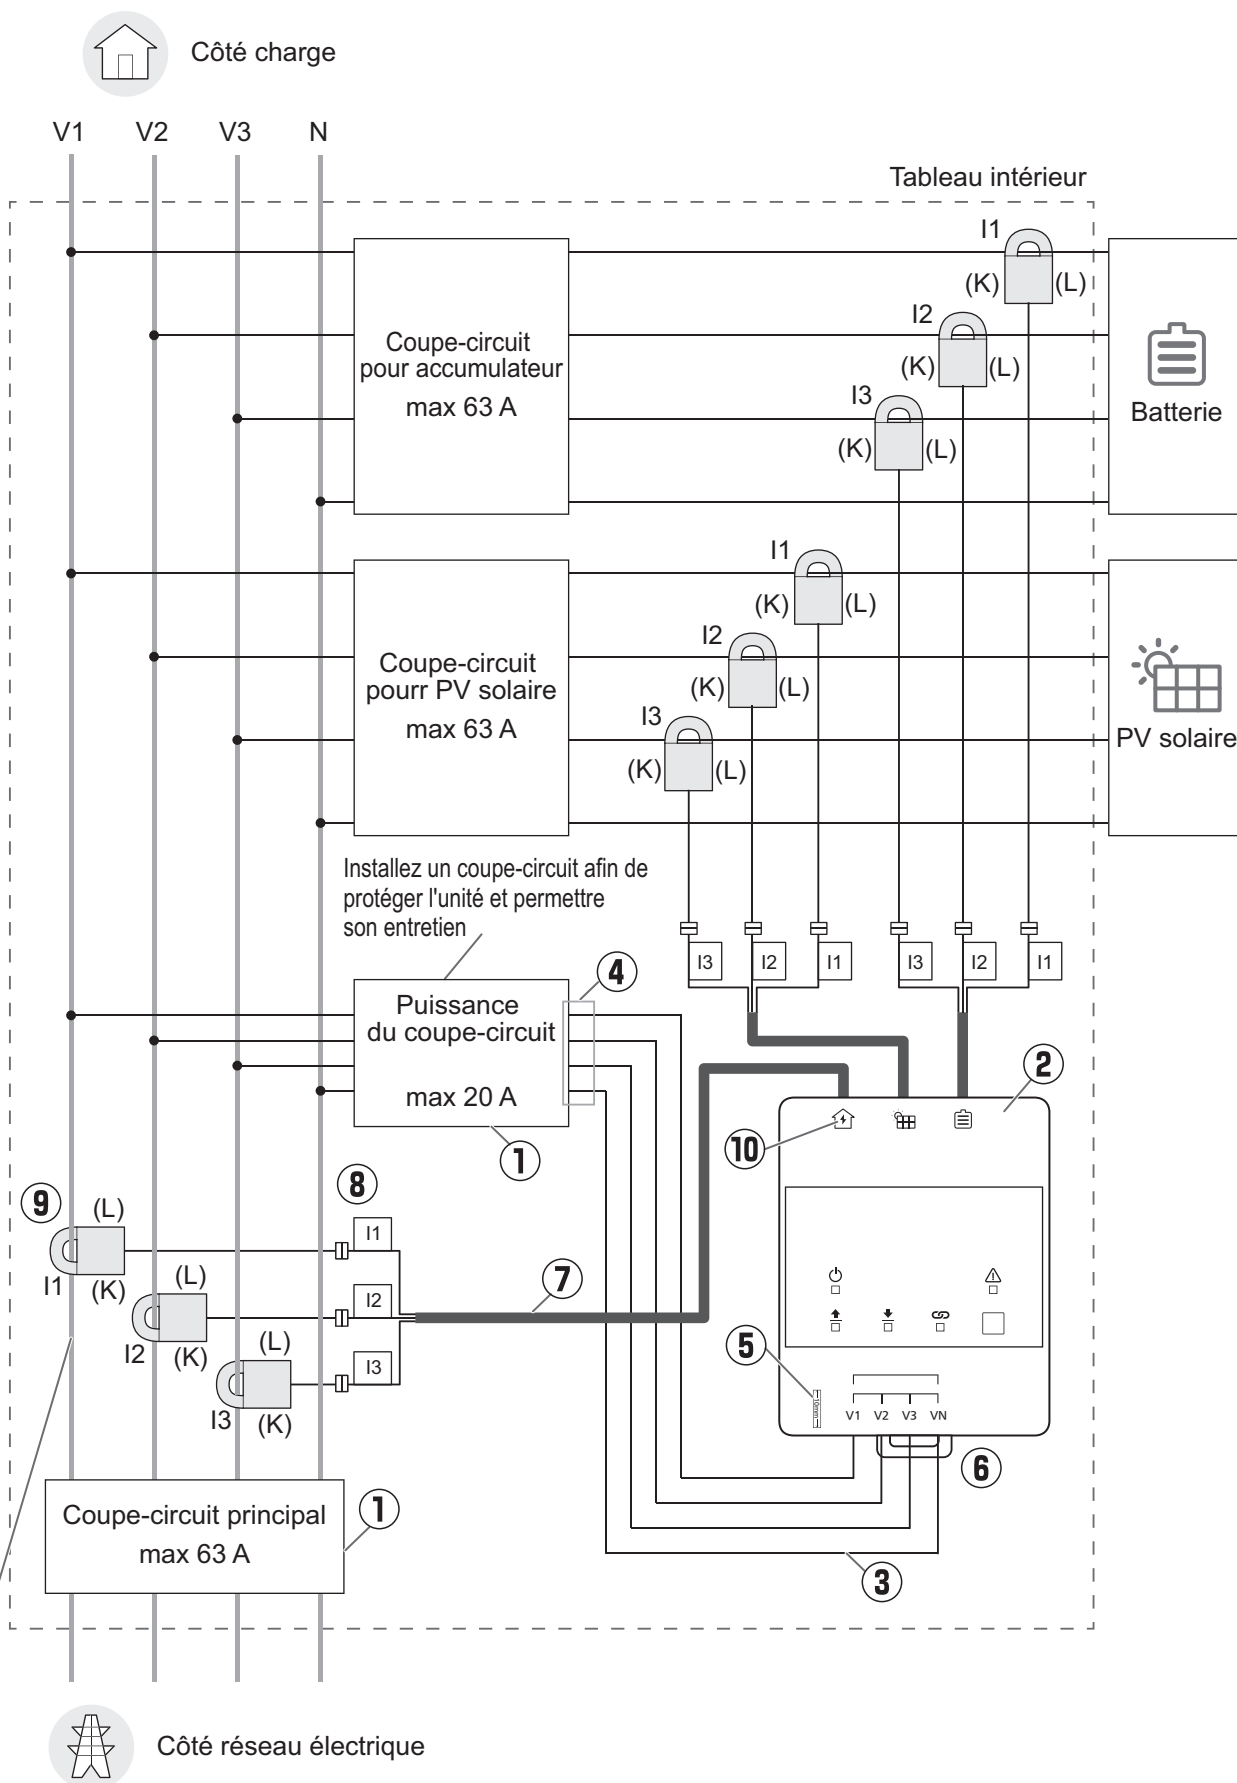 Côté charge
V1 V2 V3 N
Tableau intérieur
I1
(K) (L)
I2
(K) (L)
I3
(K) (L)
Coupe-circuit
pour accumulateur
max 63 A
Batterie
I1
(K) (L)
I2
(K) (L)
I3
(K) (L)
Coupe-circuit
pourr PV solaire
max 63 A
PV solaire
Installez un coupe-circuit afin de
protéger l'unité et permettre
son entretien
I3 I2 I1 I3 I2 I1
4
Puissance
du coupe-circuit
max 20 A
1
2
10
8
9
(L)
I1 (K)
(L)
I2 (K)
(L)
I3 (K)
I1
I2
I3
7
5
10mm
V1 V2 V3 VN
6
Coupe-circuit principal
max 63 A
1
3
Côté réseau électrique